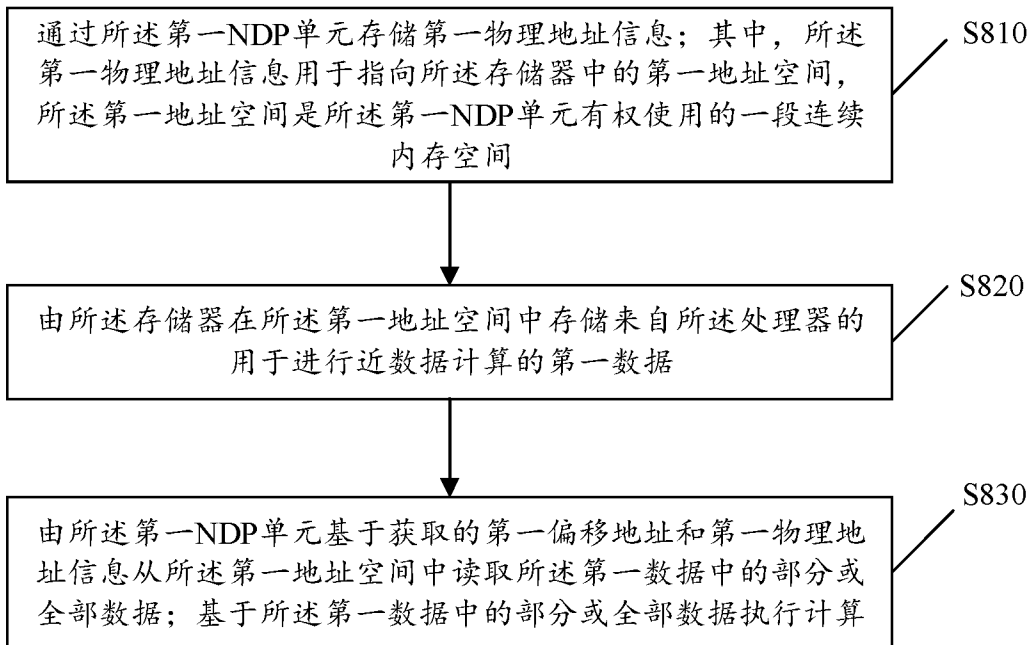 通过所述第一NDP单元存储第一物理地址信息；其中，所述
第一物理地址信息用于指向所述存储器中的第一地址空间，
所述第一地址空间是所述第一NDP单元有权使用的一段连续
内存空间
S810
由所述存储器在所述第一地址空间中存储来自所述处理器的
用于进行近数据计算的第一数据
S820
由所述第一NDP单元基于获取的第一偏移地址和第一物理地
址信息从所述第一地址空间中读取所述第一数据中的部分或
全部数据；基于所述第一数据中的部分或全部数据执行计算
S830